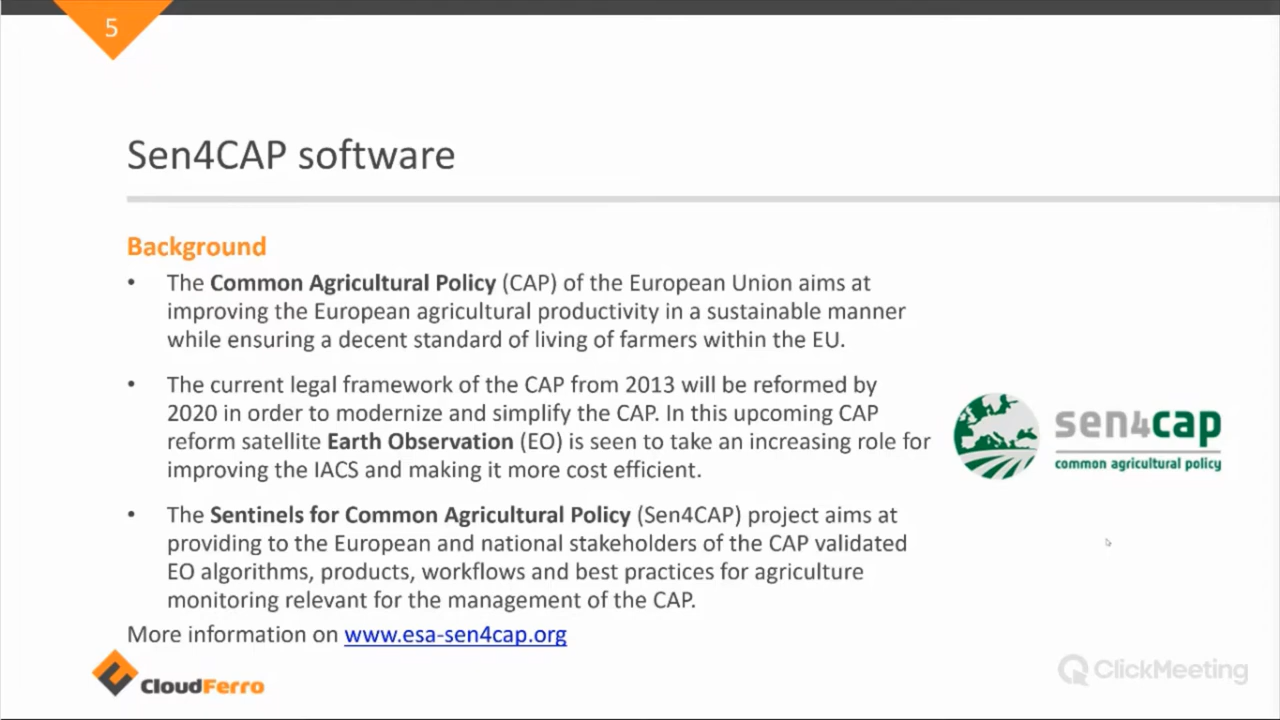 5
Sen4CAP software
Background
• The Common Agricultural Policy (CAP) of the European Union aims at
improving the European agricultural productivity in a sustainable manner
while ensuring a decent standard of living of farmers within the EU.
• The current legal framework of the CAP from 2013 will be reformed by
2020 in order to modernize and simplify the CAP. In this upcoming CAP
reform satellite Earth Observation (EO) is seen to take an increasing role for
improving the IACS and making it more cost efficient.
sen4cap
common agricultural policy
• The Sentinels for Common Agricultural Policy (Sen4CAP) project aims at
providing to the European and national stakeholders of the CAP validated
EO algorithms, products, workflows and best practices for agriculture
monitoring relevant for the management of the CAP.
More information on www.esa-sen4cap.org
CloudFerro
ClickMeeting